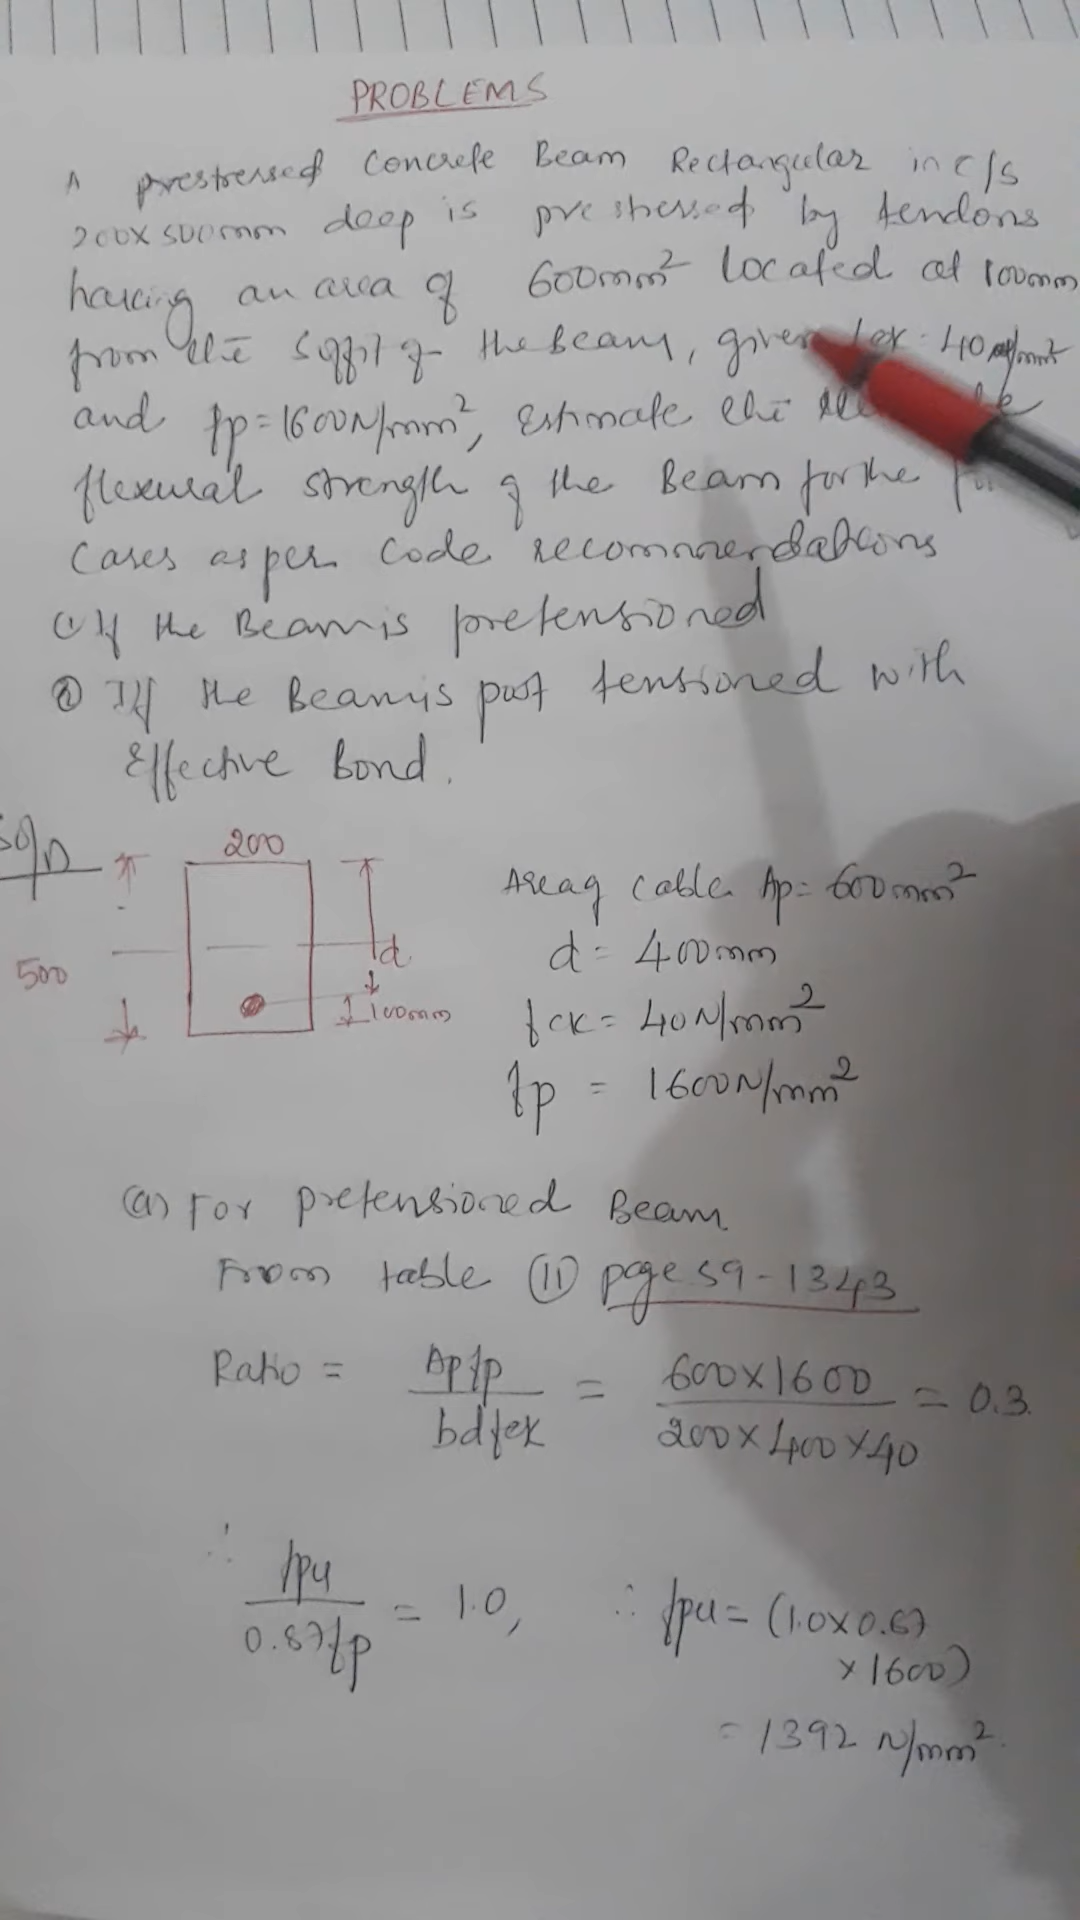 PROBLEMS
A prestressed Concrete Beam Rectangular in c/s
200x500mm deep is prestressed by tendons
having an area of 600mm² located at 100mm
from the soffit of the Beam, given 40N/mm²
and fp=1600N/mm², Estimate the
flexural strength of the Beam for the
cases as per code recommendations
(1) If the Beam is pretensioned
② If the Beam is post tensioned with
Effective Bond.
Soln
200
500
d
100mm
Area of cable Ap= 600mm²
d= 400mm
fck= 40N/mm²
fp = 1600N/mm²
(a) For pretensioned Beam
From table ⑪ page 59-1343
Ratio = Apfp / bdfck = 600x1600 / 200x400x40 = 0.3
∴ fpu / 0.87fp = 1.0, ∴ fpu= (1.0x0.87
x1600)
= 1392 N/mm².